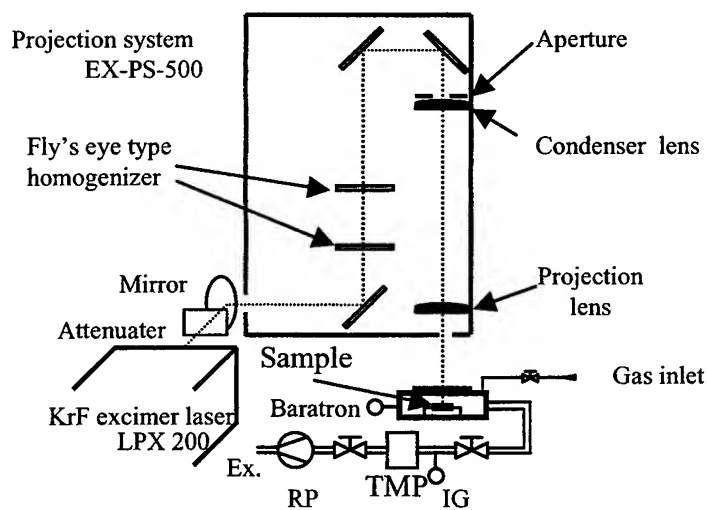 Projection system
EX-PS-500
Aperture
Condenser lens
Fly's eye type
homogenizer
Mirror
Attenuater
Projection
lens
Sample
Gas inlet
KrF excimer laser
LPX 200
Baratron
Ex.
RP
TMP
IG